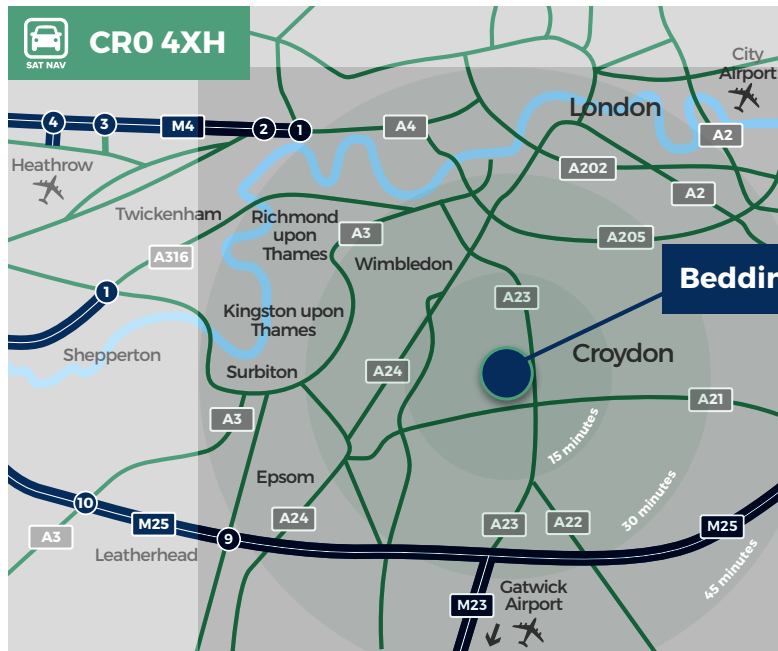 SAT NAV
CR0 4XH
City
Airport
London
4
3
M4
2
1
A4
A2
Heathrow
A202
A2
Twickenham
Richmond
upon
Thames
A3
A205
A316
Wimbledon
Beddin
1
A23
Kingston upon
Thames
Shepperton
Croydon
Surbiton
A24
A21
A3
15 minutes
Epsom
10
30 minutes
A24
M25
A23
A22
M25
A3
9
Leatherhead
45 minutes
Gatwick
Airport
M23